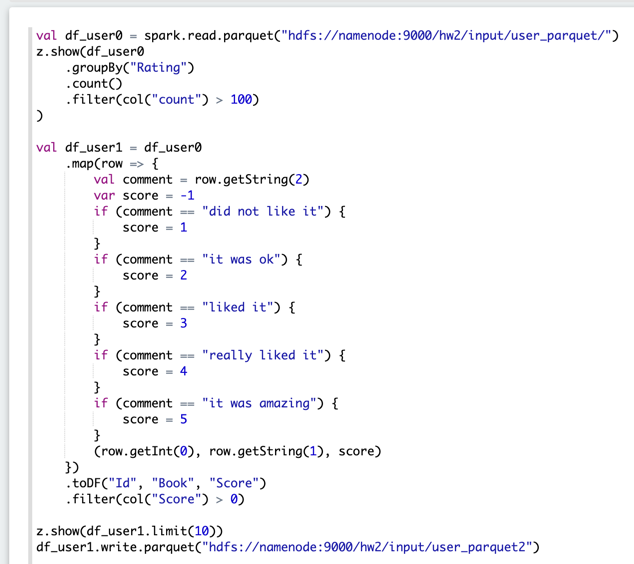 val df_user0 = spark.read.parquet("hdfs://namenode:9000/hw2/input/user_parquet/")
z.show(df_user0
    .groupBy("Rating")
    .count()
    .filter(col("count") > 100)
)

val df_user1 = df_user0
    .map(row => {
        val comment = row.getString(2)
        var score = -1
        if (comment == "did not like it") {
            score = 1
        }
        if (comment == "it was ok") {
            score = 2
        }
        if (comment == "liked it") {
            score = 3
        }
        if (comment == "really liked it") {
            score = 4
        }
        if (comment == "it was amazing") {
            score = 5
        }
        (row.getInt(0), row.getString(1), score)
    })
    .toDF("Id", "Book", "Score")
    .filter(col("Score") > 0)

z.show(df_user1.limit(10))
df_user1.write.parquet("hdfs://namenode:9000/hw2/input/user_parquet2")